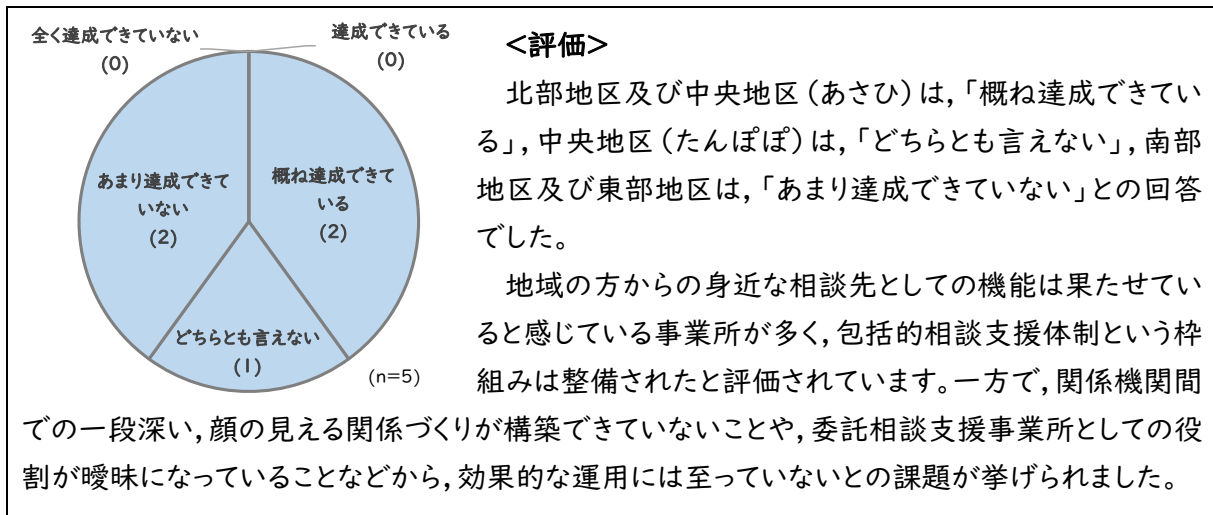 全く達成できていない
(0)
達成できている
(0)
あまり達成できて
いない
(2)
概ね達成できて
いる
(2)
どちらとも言えない
(1)
(n=5)
<評価>
北部地区及び中央地区(あさひ)は,「概ね達成できてい
る」,中央地区(たんぽぽ)は,「どちらとも言えない」,南部
地区及び東部地区は,「あまり達成できていない」との回答
でした。
地域の方からの身近な相談先としての機能は果たせてい
ると感じている事業所が多く,包括的相談支援体制という枠
組みは整備されたと評価されています。一方で,関係機関間
での一段深い,顔の見える関係づくりが構築できていないことや,委託相談支援事業所としての役
割が曖昧になっていることなどから,効果的な運用には至っていないとの課題が挙げられました。